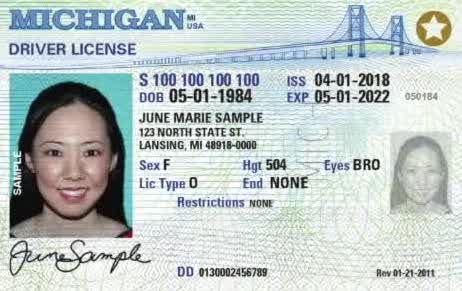 MICHIGAN MI USA
DRIVER LICENSE
S 100 100 100 100 ISS 04-01-2018
DOB 05-01-1984 EXP 05-01-2022 050184
JUNE MARIE SAMPLE
123 NORTH STATE ST.
LANSING, MI 48918-0000
Sex F Hgt 504 Eyes BRO
Lic Type O End NONE
Restrictions NONE
SAMPLE
June Sample
DD 0130002456789 Rev 01-21-2011